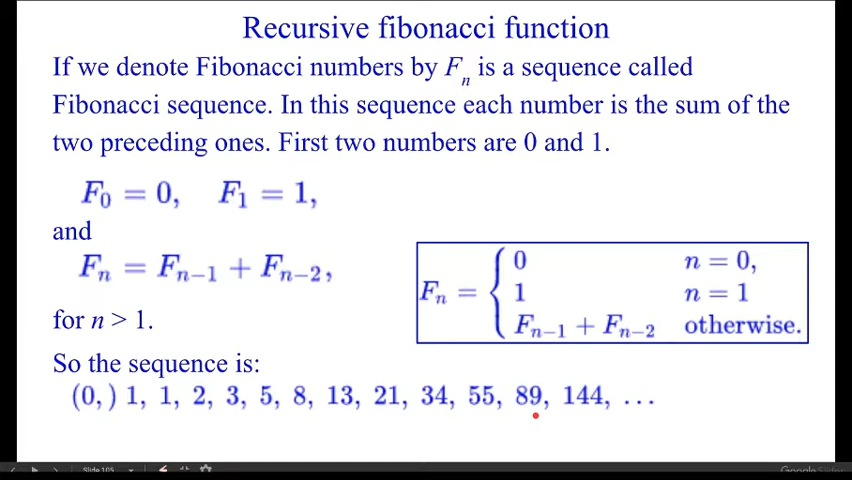 Recursive fibonacci function
If we denote Fibonacci numbers by Fₙ is a sequence called
Fibonacci sequence. In this sequence each number is the sum of the
two preceding ones. First two numbers are 0 and 1.
F₀ = 0, F₁ = 1,
and
Fₙ = Fₙ₋₁ + Fₙ₋₂,
for n > 1.
Fₙ = { 0 n = 0,
1 n = 1
Fₙ₋₁ + Fₙ₋₂ otherwise.
So the sequence is:
(0, ) 1, 1, 2, 3, 5, 8, 13, 21, 34, 55, 89, 144, ...
Slide 105
Google Slides